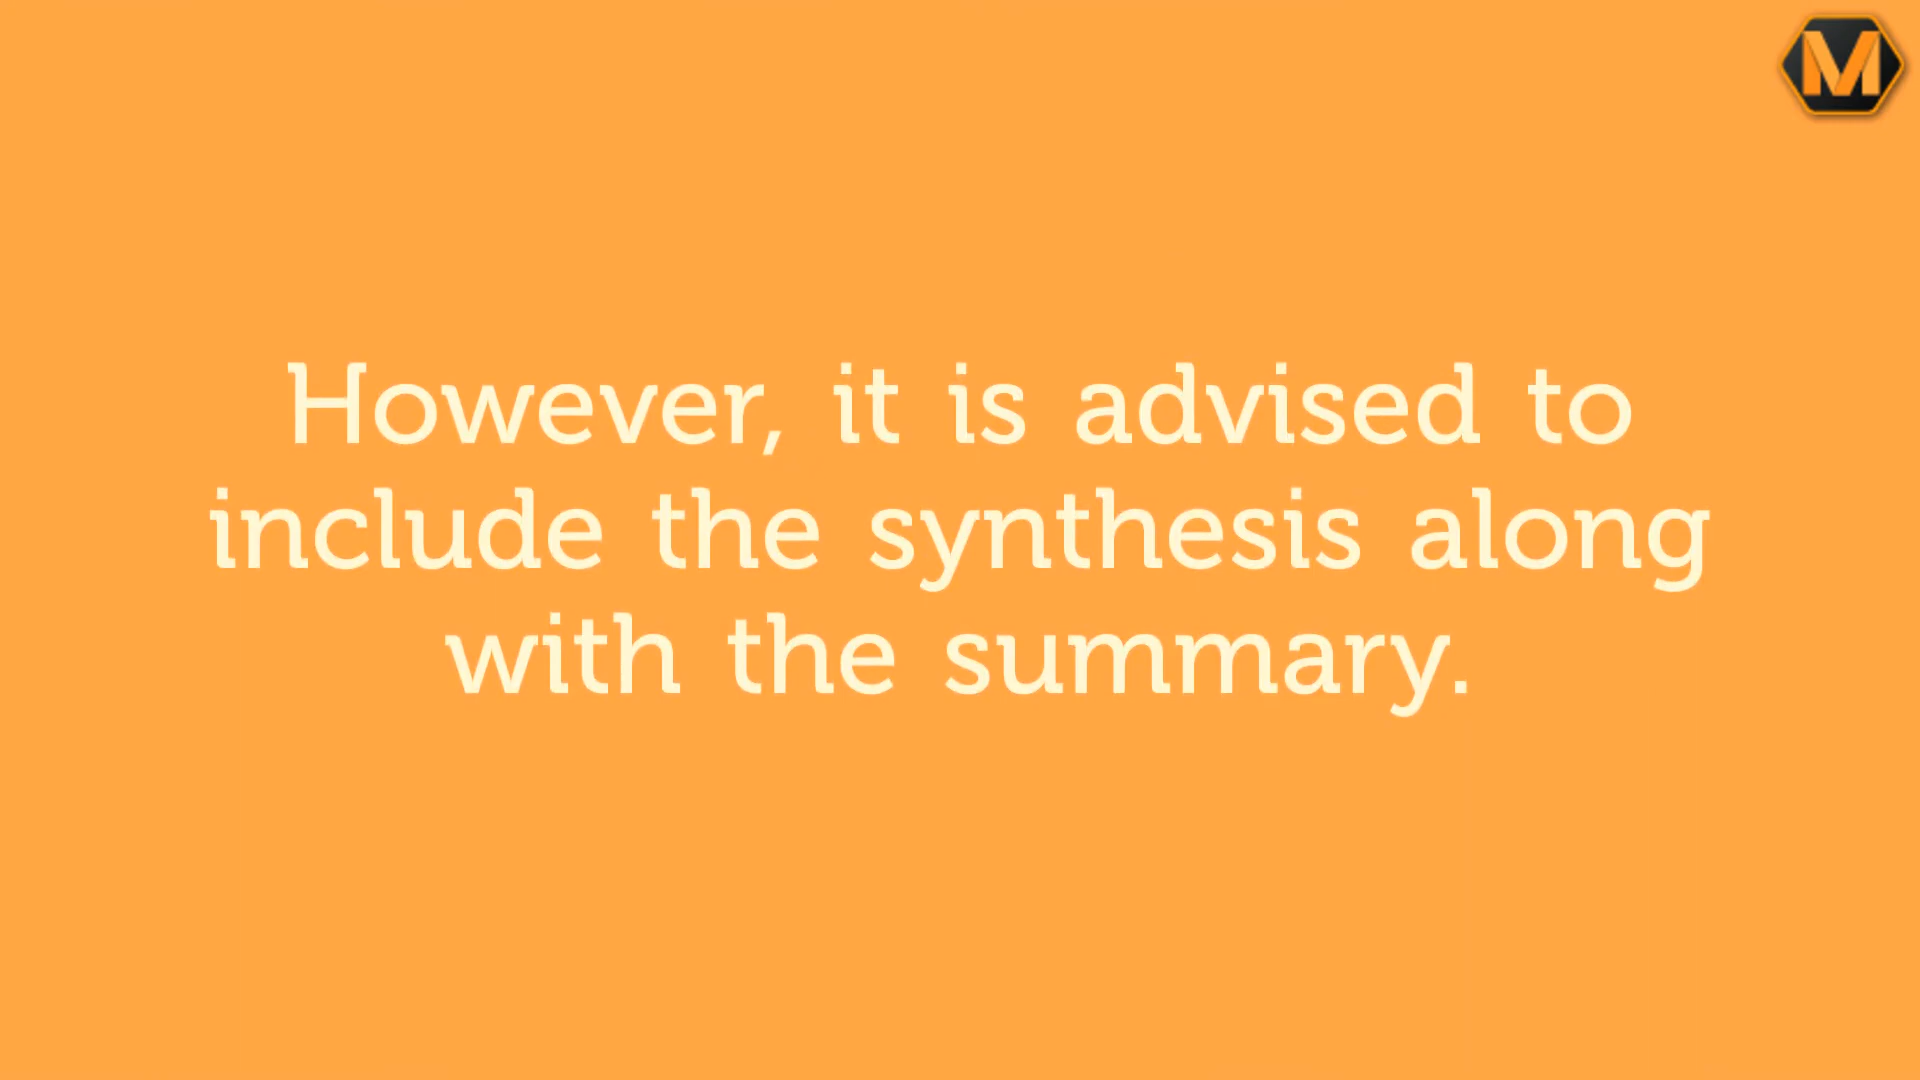 M
However, it is advised to
include the synthesis along
with the summary.